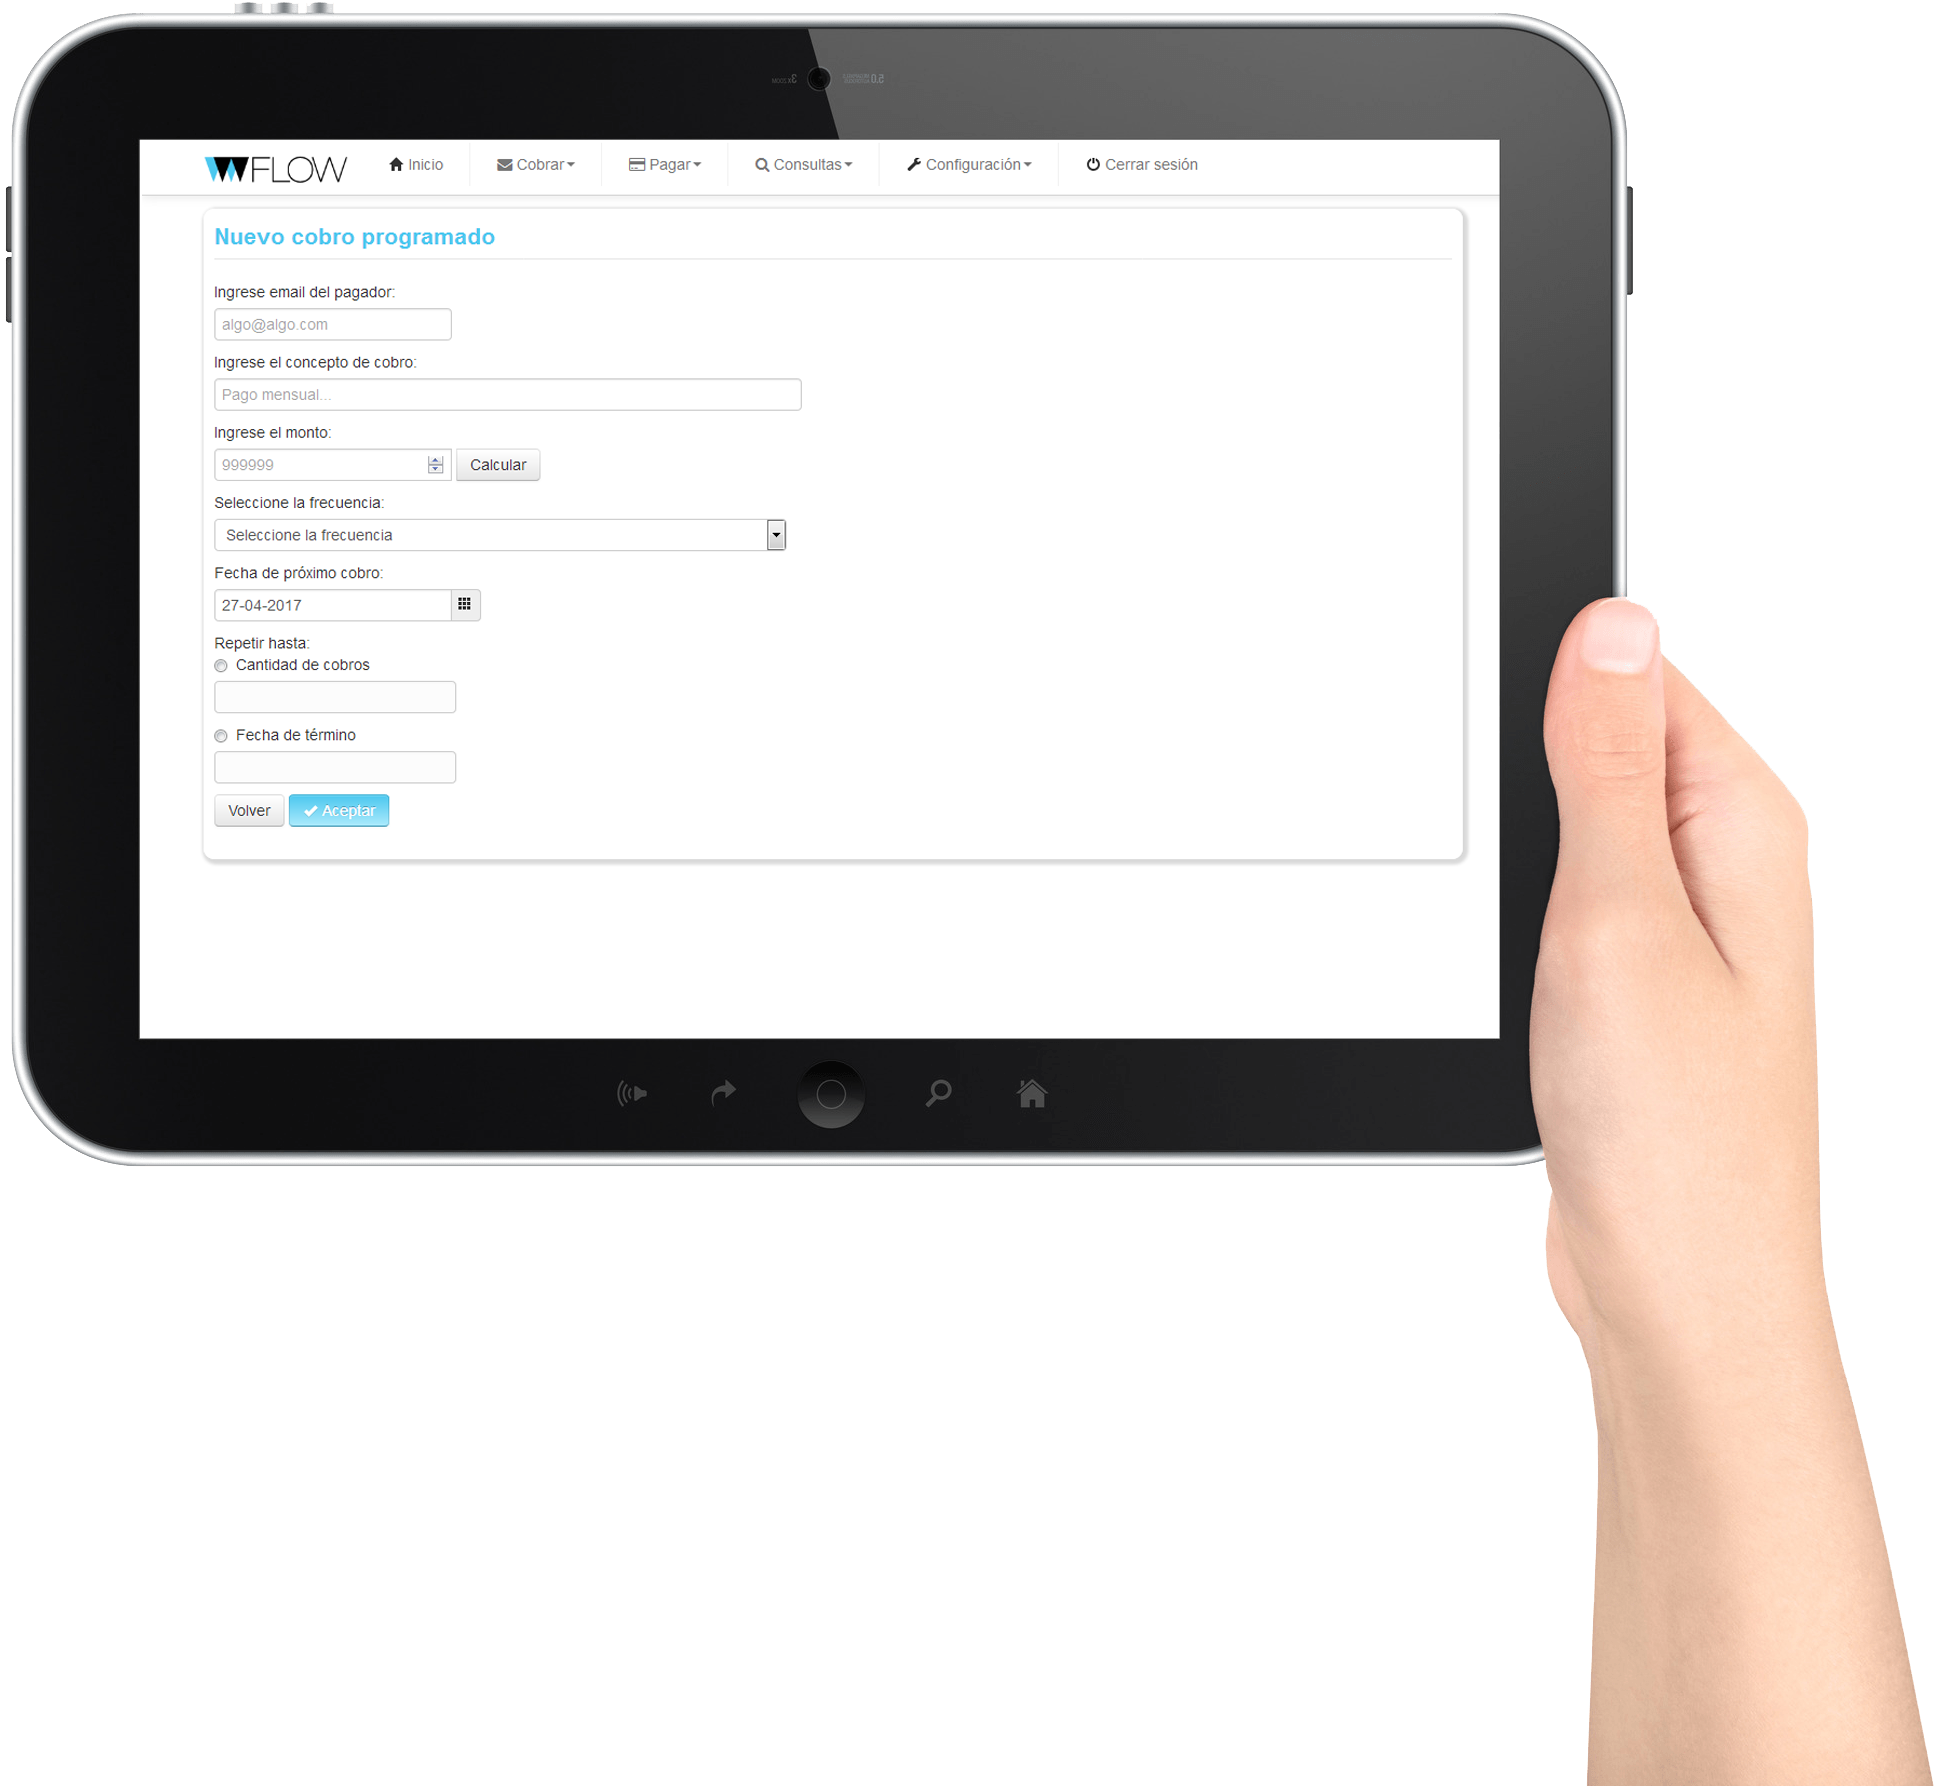 FLOW Inicio Cobrar Pagar Consultas Configuración Cerrar sesión
Nuevo cobro programado
Ingrese email del pagador:
algo@algo.com
Ingrese el concepto de cobro:
Pago mensual...
Ingrese el monto:
999999 Calcular
Seleccione la frecuencia:
Seleccione la frecuencia
Fecha de próximo cobro:
27-04-2017
Repetir hasta:
Cantidad de cobros
Fecha de término
Volver Aceptar